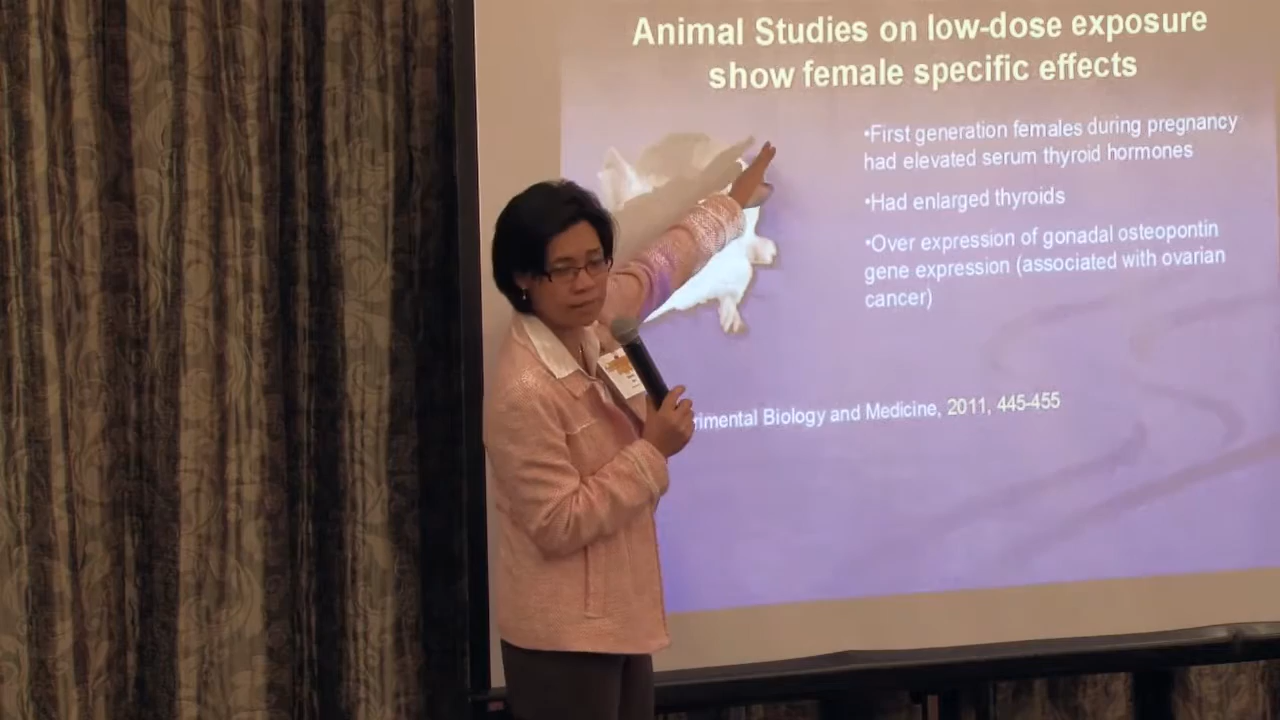 Animal Studies on low-dose exposure
show female specific effects
•First generation females during pregnancy
had elevated serum thyroid hormones
•Had enlarged thyroids
•Over expression of gonadal osteopontin
gene expression (associated with ovarian
cancer)
Biology and Medicine, 2011, 445-455